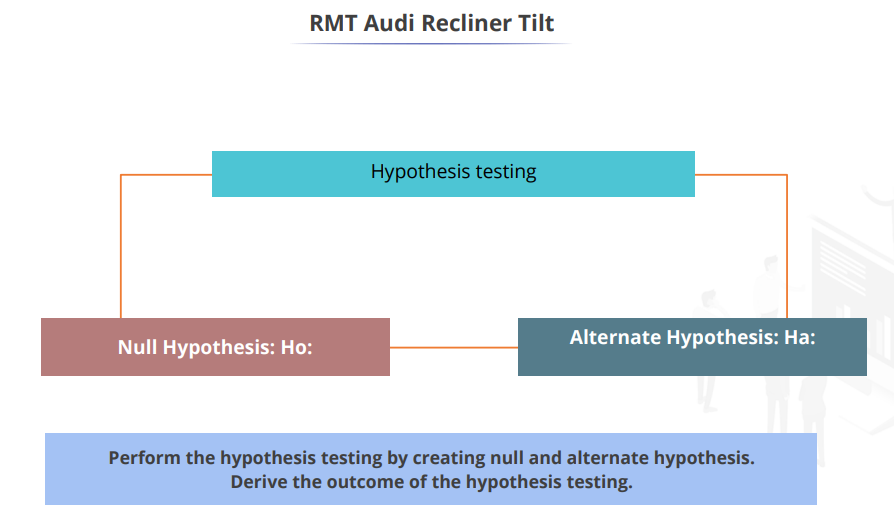 RMT Audi Recliner Tilt
Hypothesis testing
Null Hypothesis: Ho:
Alternate Hypothesis: Ha:
Perform the hypothesis testing by creating null and alternate hypothesis.
Derive the outcome of the hypothesis testing.